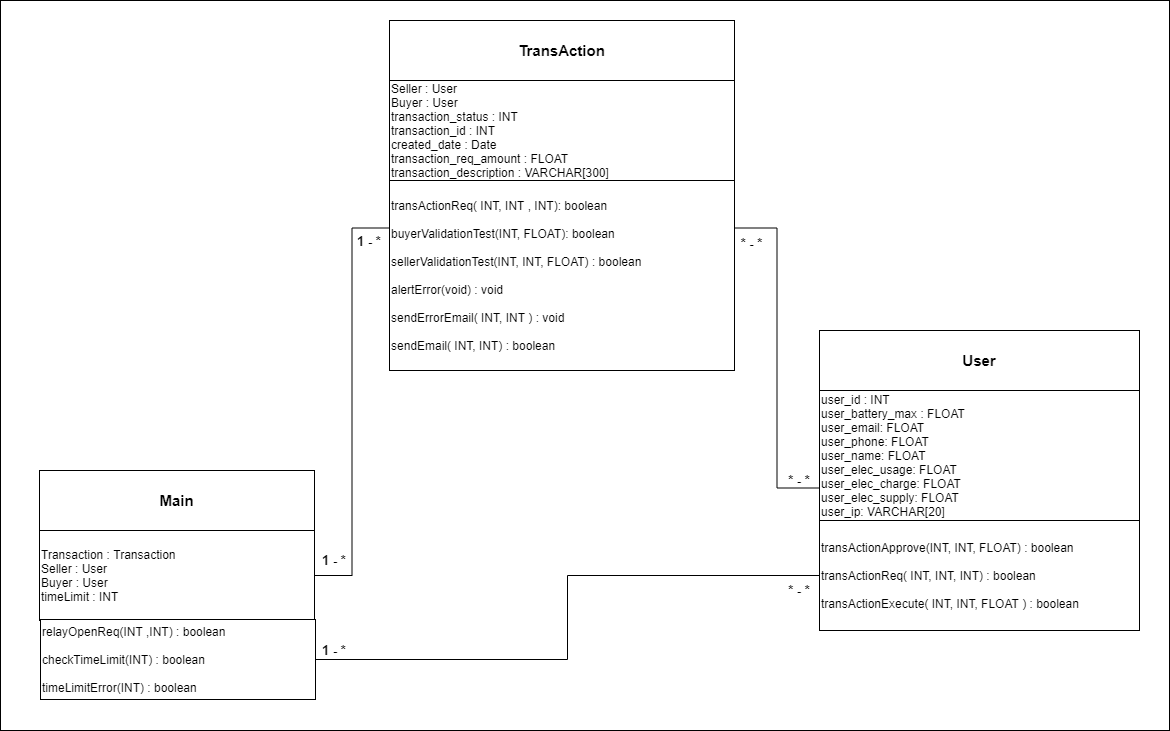 TransAction
Seller : User
Buyer : User
transaction_status : INT
transaction_id : INT
created_date : Date
transaction_req_amount : FLOAT
transaction_description : VARCHAR[300]
transActionReq( INT, INT , INT): boolean
buyerValidationTest(INT, FLOAT): boolean
sellerValidationTest(INT, INT, FLOAT) : boolean
alertError(void) : void
sendErrorEmail( INT, INT ) : void
sendEmail( INT, INT) : boolean
1 - *
* - *
User
user_id : INT
user_battery_max : FLOAT
user_email: FLOAT
user_phone: FLOAT
user_name: FLOAT
user_elec_usage: FLOAT
user_elec_charge: FLOAT
user_elec_supply: FLOAT
user_ip: VARCHAR[20]
transActionApprove(INT, INT, FLOAT) : boolean
transActionReq( INT, INT, INT) : boolean
transActionExecute( INT, INT, FLOAT ) : boolean
* - *
* - *
Main
Transaction : Transaction
Seller : User
Buyer : User
timeLimit : INT
relayOpenReq(INT ,INT) : boolean
checkTimeLimit(INT) : boolean
timeLimitError(INT) : boolean
1 - *
1 - *